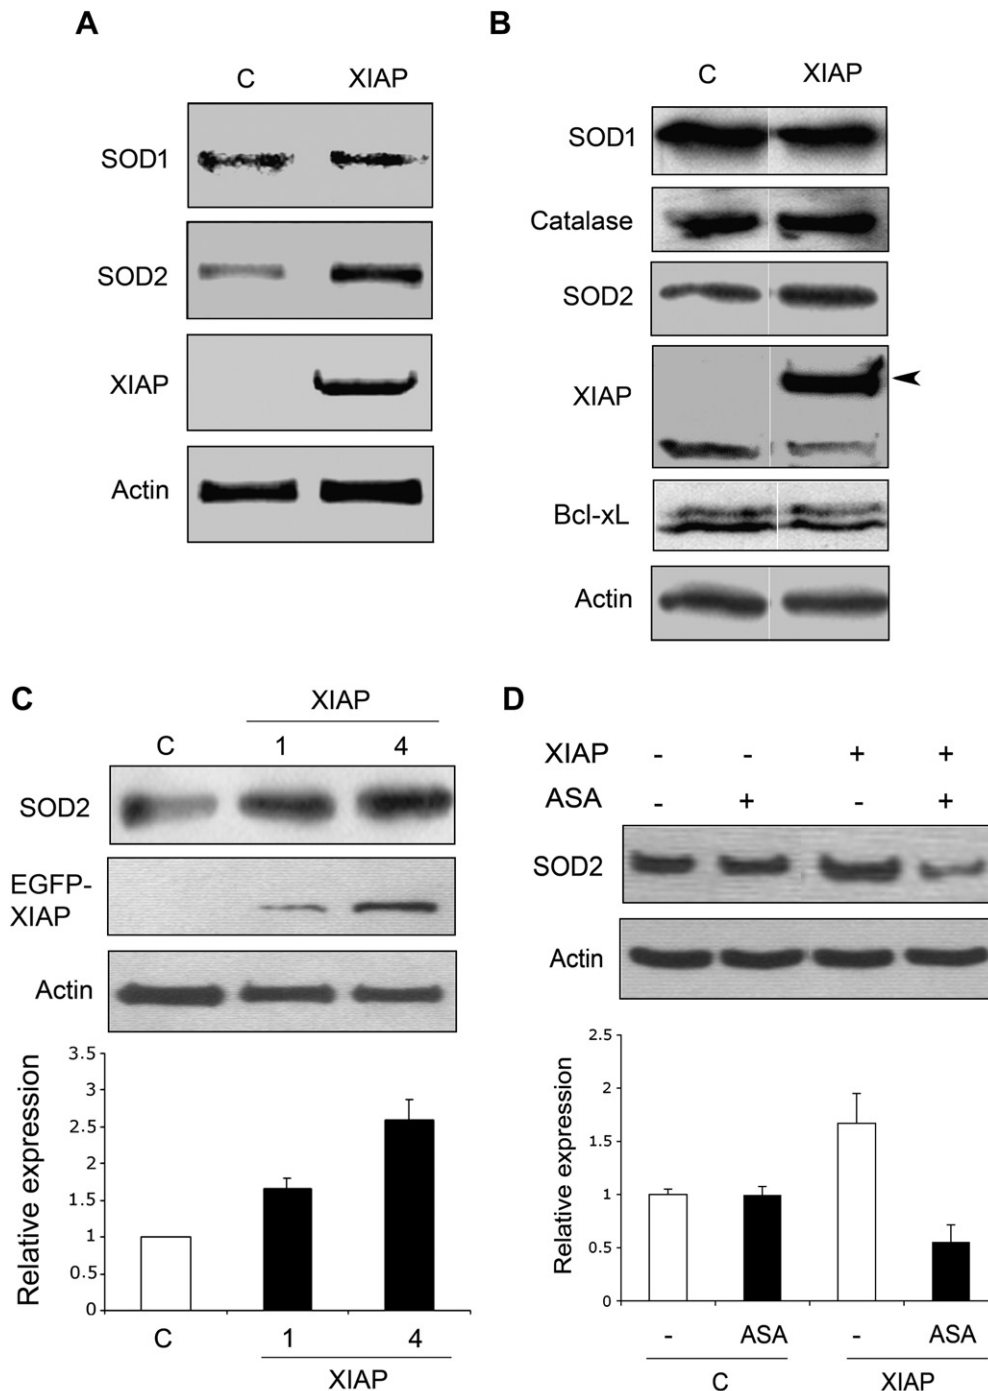 A
C XIAP
SOD1
SOD2
XIAP
Actin
B
C XIAP
SOD1
Catalase
SOD2
XIAP
Bcl-xL
Actin
C
XIAP
C 1 4
SOD2
EGFP-
XIAP
Actin
Relative expression
3.5
3
2.5
2
1.5
1
0.5
0
C 1 4
XIAP
D
XIAP - - + +
ASA - + - +
SOD2
Actin
Relative expression
2.5
2
1.5
1
0.5
0
- ASA - ASA
C XIAP